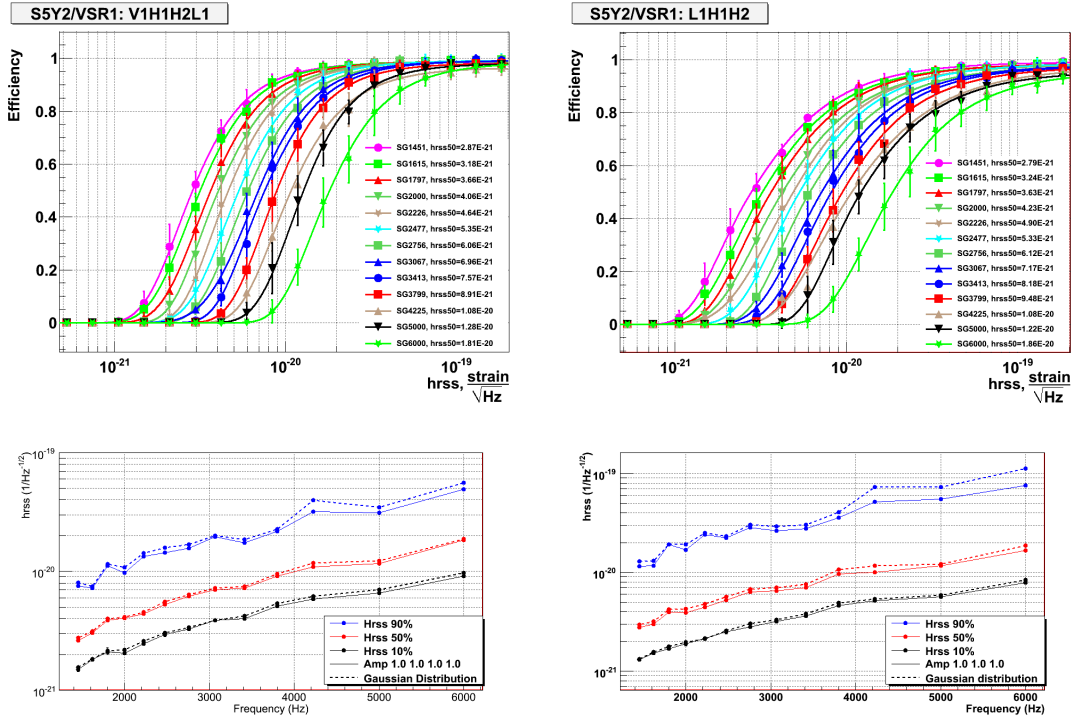 S5Y2/VSR1: V1H1H2L1
Efficiency
1
0.8
0.6
0.4
0.2
0
SG1451, hrss50=2.87E-21
SG1615, hrss50=3.18E-21
SG1797, hrss50=3.66E-21
SG2000, hrss50=4.06E-21
SG2226, hrss50=4.64E-21
SG2477, hrss50=5.35E-21
SG2756, hrss50=6.06E-21
SG3067, hrss50=6.96E-21
SG3413, hrss50=7.57E-21
SG3799, hrss50=8.91E-21
SG4225, hrss50=1.08E-20
SG5000, hrss50=1.28E-20
SG6000, hrss50=1.81E-20
10^-21 10^-20 10^-19
hrss, strain/√Hz
S5Y2/VSR1: L1H1H2
Efficiency
1
0.8
0.6
0.4
0.2
0
SG1451, hrss50=2.79E-21
SG1615, hrss50=3.24E-21
SG1797, hrss50=3.63E-21
SG2000, hrss50=4.23E-21
SG2226, hrss50=4.90E-21
SG2477, hrss50=5.33E-21
SG2756, hrss50=6.12E-21
SG3067, hrss50=7.17E-21
SG3413, hrss50=8.18E-21
SG3799, hrss50=9.48E-21
SG4225, hrss50=1.08E-20
SG5000, hrss50=1.22E-20
SG6000, hrss50=1.86E-20
10^-21 10^-20 10^-19
hrss, strain/√Hz
hrss (1/Hz^-1/2)
10^-19
10^-20
10^-21
Hrss 90%
Hrss 50%
Hrss 10%
Amp 1.0 1.0 1.0 1.0
Gaussian Distribution
2000 3000 4000 5000 6000
Frequency (Hz)
hrss (1/Hz^-1/2)
10^-19
10^-20
10^-21
Hrss 90%
Hrss 50%
Hrss 10%
Amp 1.0 1.0 1.0
Gaussian distribution
2000 3000 4000 5000 6000
Frequency (Hz)